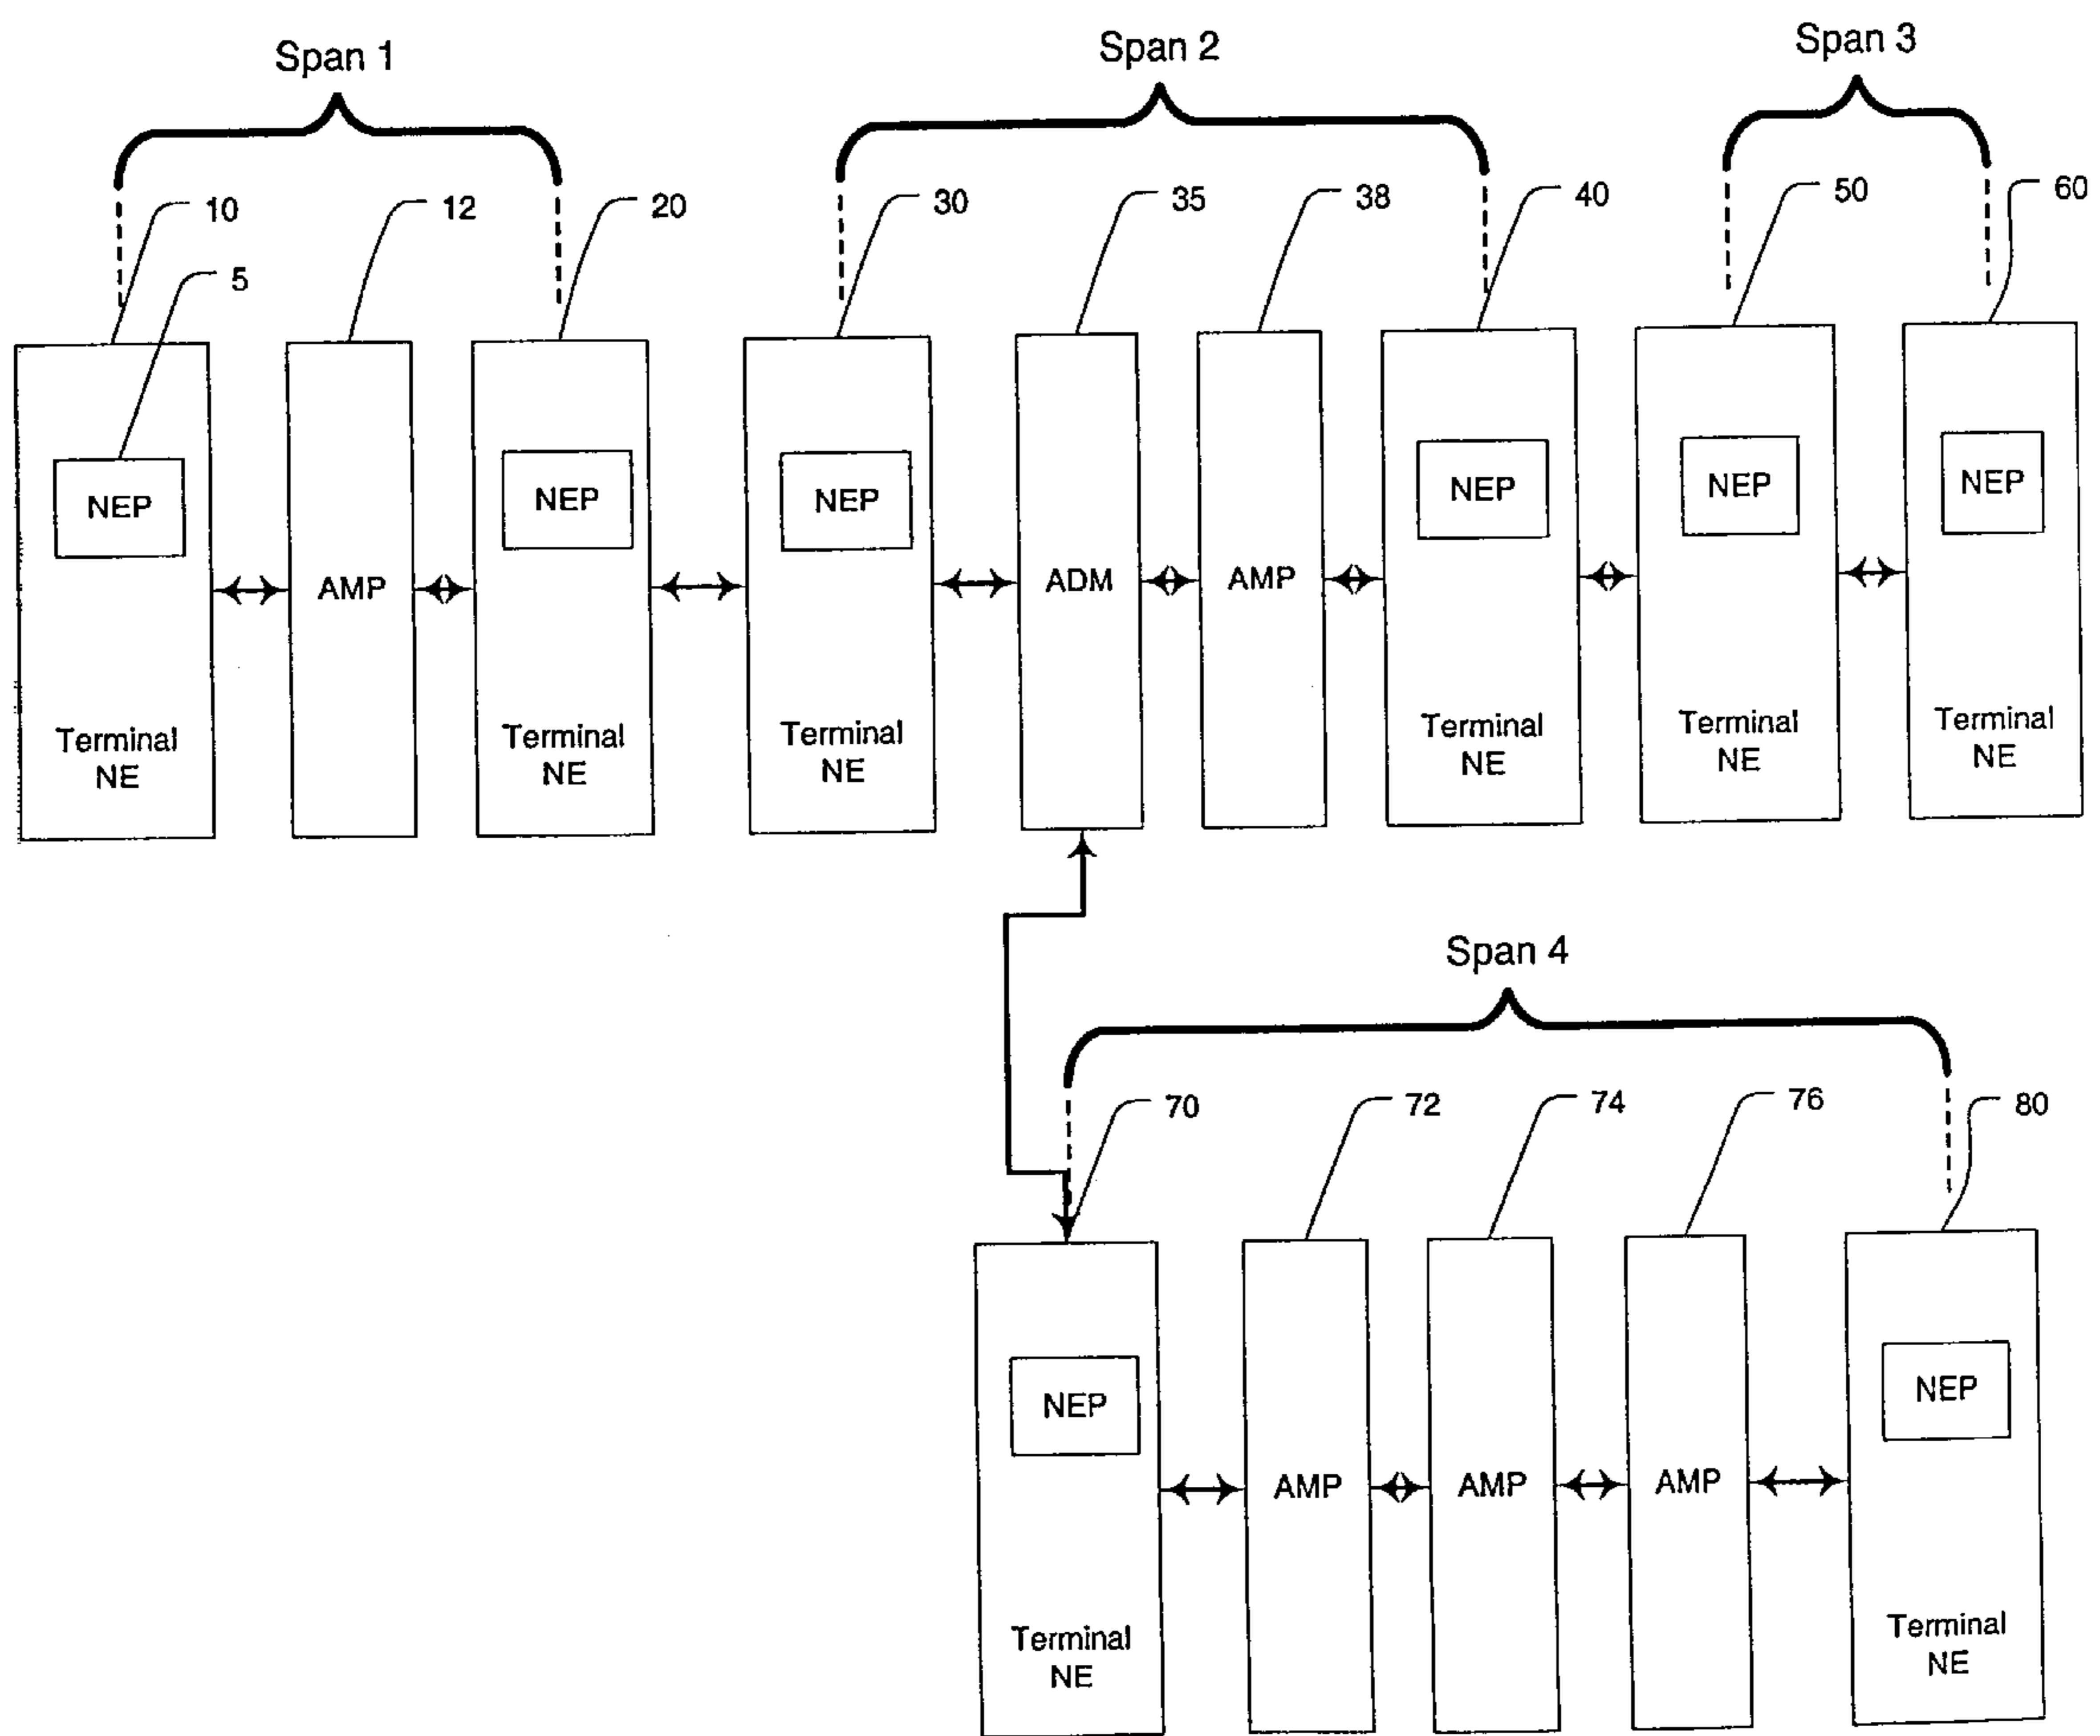 Span 1
Span 2
Span 3
10
12
20
30
35
38
40
50
60
5
NEP
NEP
NEP
NEP
NEP
NEP
AMP
ADM
AMP
Terminal
NE
Terminal
NE
Terminal
NE
Terminal
NE
Terminal
NE
Terminal
NE
Span 4
70
72
74
76
80
NEP
NEP
AMP
AMP
AMP
Terminal
NE
Terminal
NE